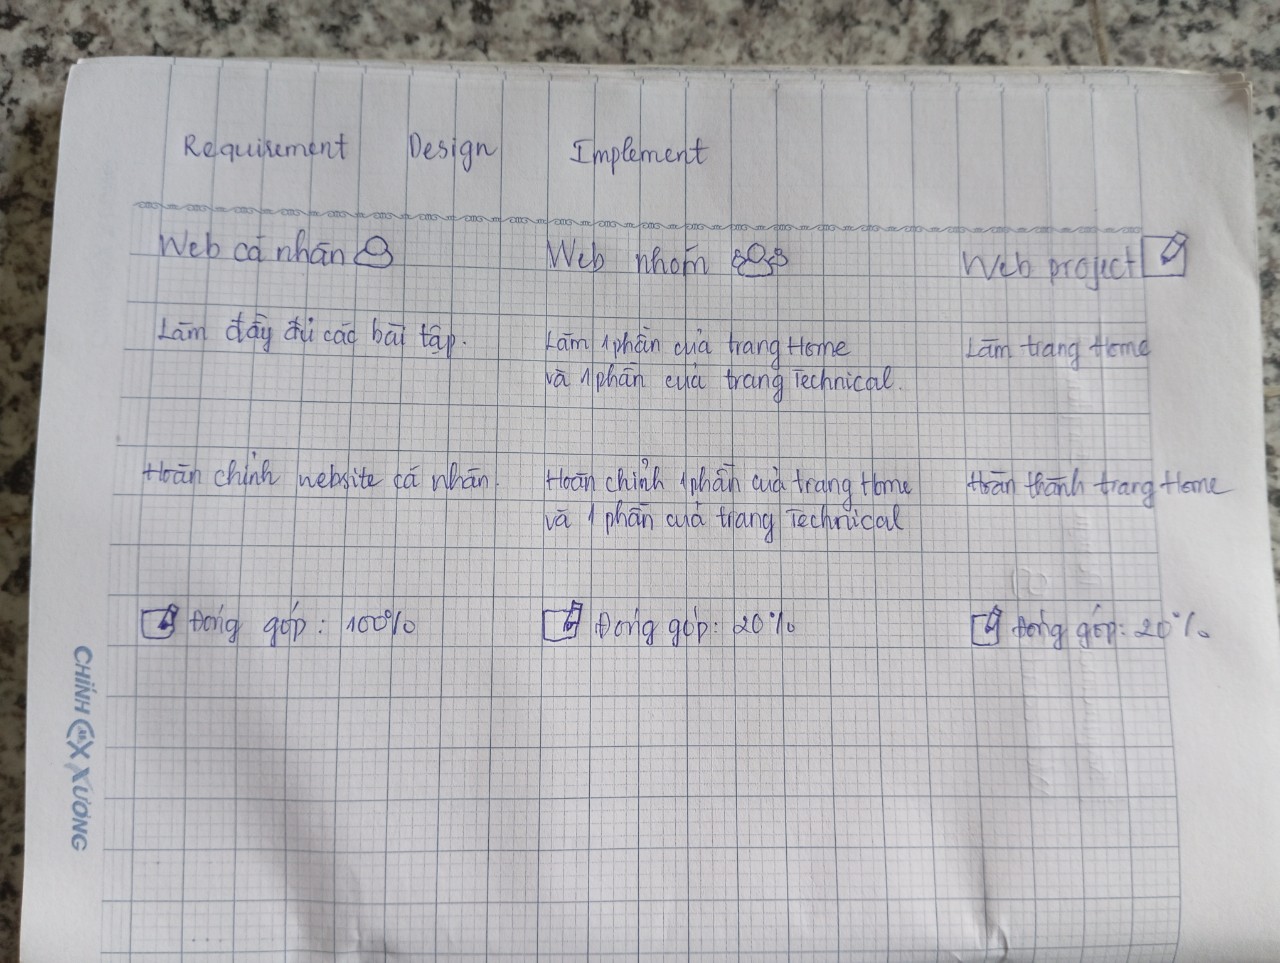 Requirement Design Implement
Web cá nhân Web nhóm Web project
Làm đầy đủ các bài tập. Làm 1 phần của trang Home Làm trang Home
và 1 phần của trang Technical.
Hoàn chỉnh website cá nhân. Hoàn chỉnh 1 phần của trang Home Hoàn thành trang Home
và 1 phần của trang Technical
Đóng góp: 100% Đóng góp: 20% Đóng góp: 20%
CHÍNH CX XƯƠNG